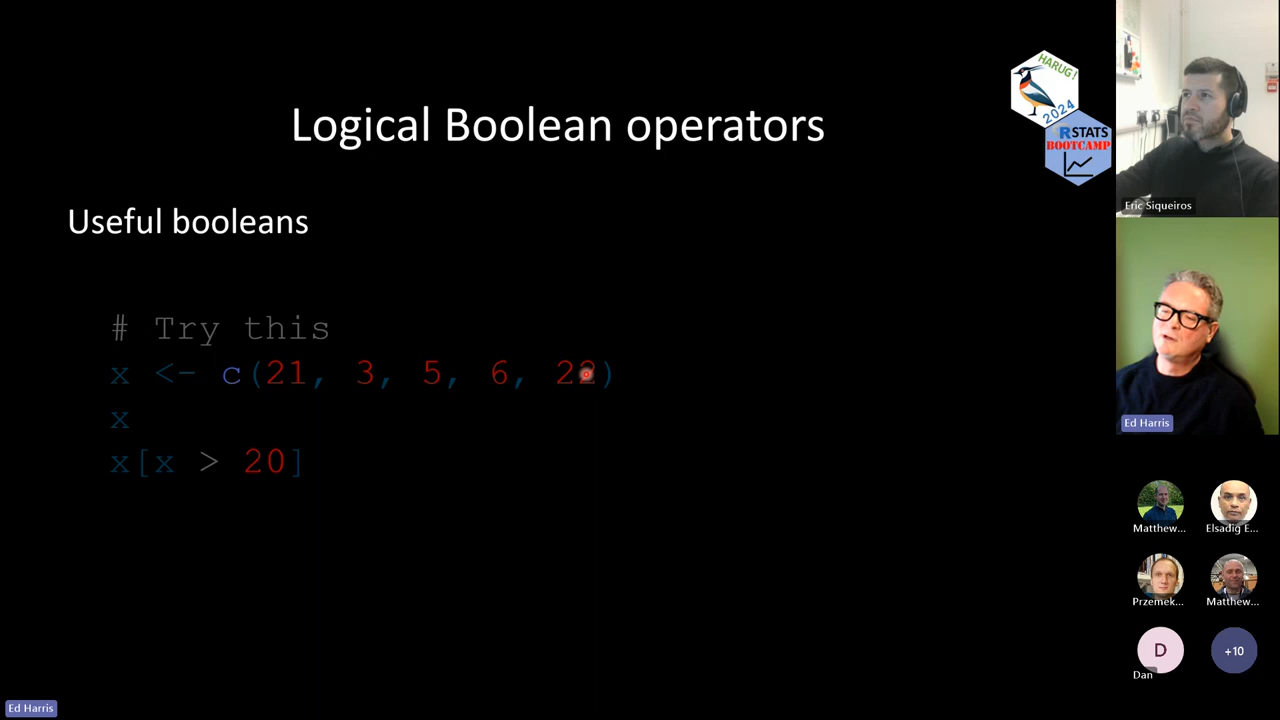 Logical Boolean operators
HARUG!
2024
RSTATS
BOOTCAMP
Useful booleans
# Try this
x <- c(21, 3, 5, 6, 22)
x
x[x > 20]
Eric Siqueiros
Ed Harris
Matthew...
Elsadig E...
Przemek...
Matthew...
D
Dan
+10
Ed Harris